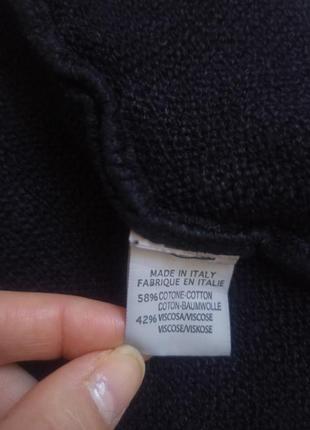 MADE IN ITALY
FABRIQUE EN ITALIE
58% COTONE-COTTON
COTON-BAUMWOLLE
42% VISCOSA/VISCOSE
VISCOSE/VISKOSE